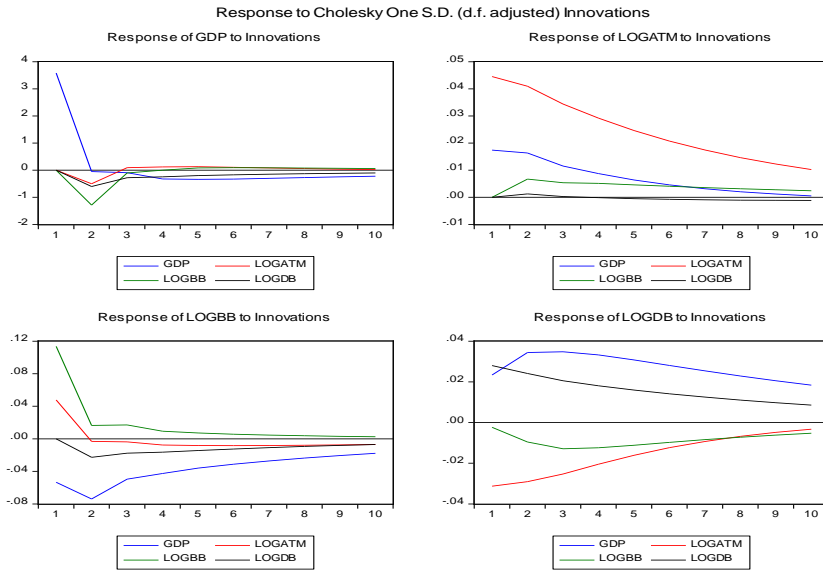 Response to Cholesky One S.D. (d.f. adjusted) Innovations
Response of GDP to Innovations
4
3
2
1
0
-1
-2
1 2 3 4 5 6 7 8 9 10
GDP LOGATM
LOGBB LOGDB
Response of LOGATM to Innovations
.05
.04
.03
.02
.01
.00
-.01
1 2 3 4 5 6 7 8 9 10
GDP LOGATM
LOGBB LOGDB
Response of LOGBB to Innovations
.12
.08
.04
.00
-.04
-.08
1 2 3 4 5 6 7 8 9 10
GDP LOGATM
LOGBB LOGDB
Response of LOGDB to Innovations
.04
.02
.00
-.02
-.04
1 2 3 4 5 6 7 8 9 10
GDP LOGATM
LOGBB LOGDB